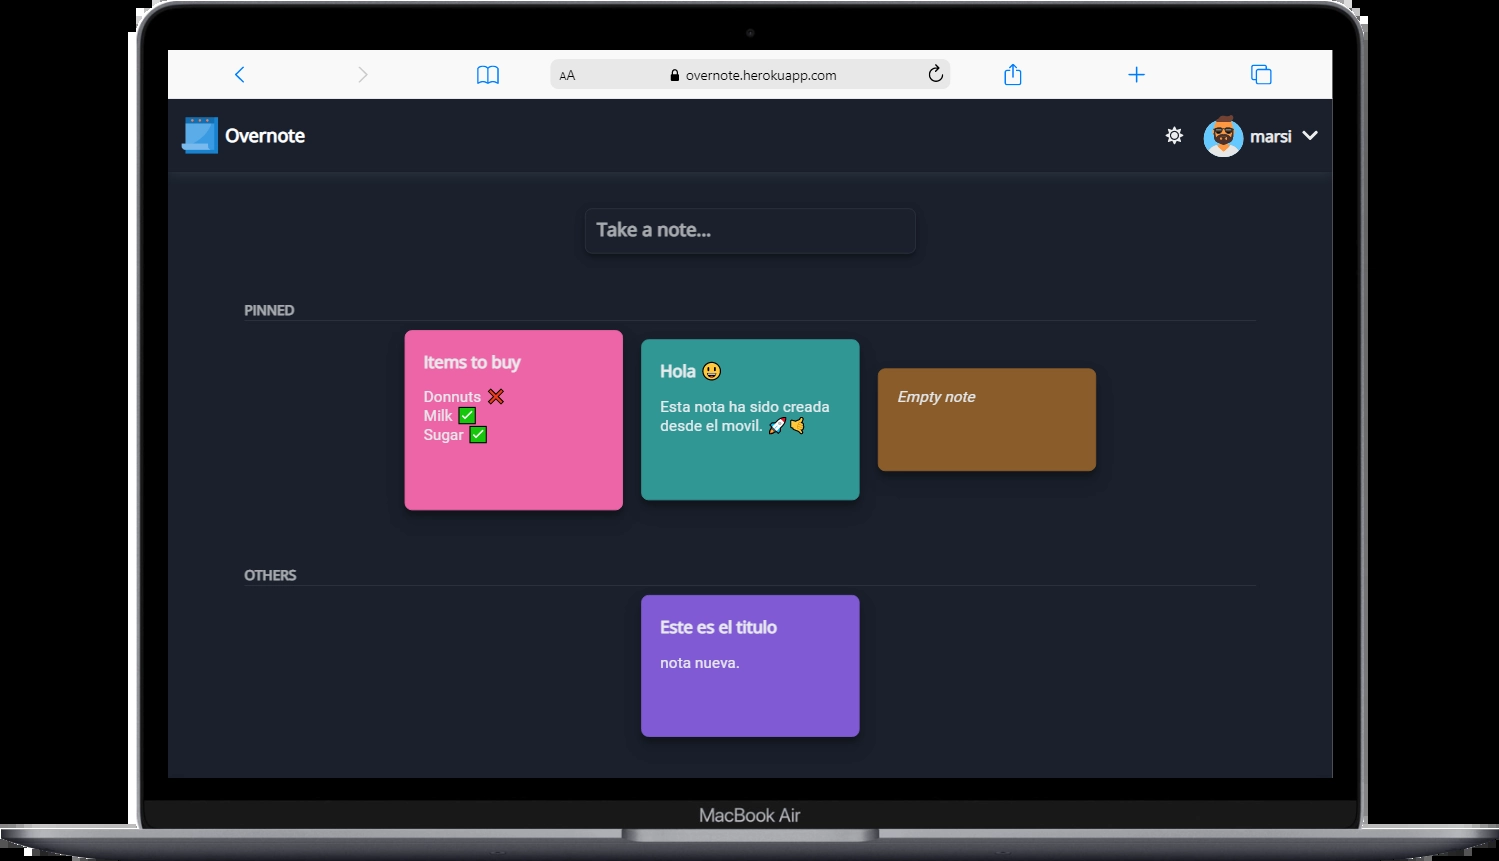 AA overnote.herokuapp.com
Overnote marsi
Take a note...
PINNED
Items to buy
Donnuts ❌
Milk ✅
Sugar ✅
Hola 😃
Esta nota ha sido creada
desde el movil. 🚀🤙
Empty note
OTHERS
Este es el titulo
nota nueva.
MacBook Air